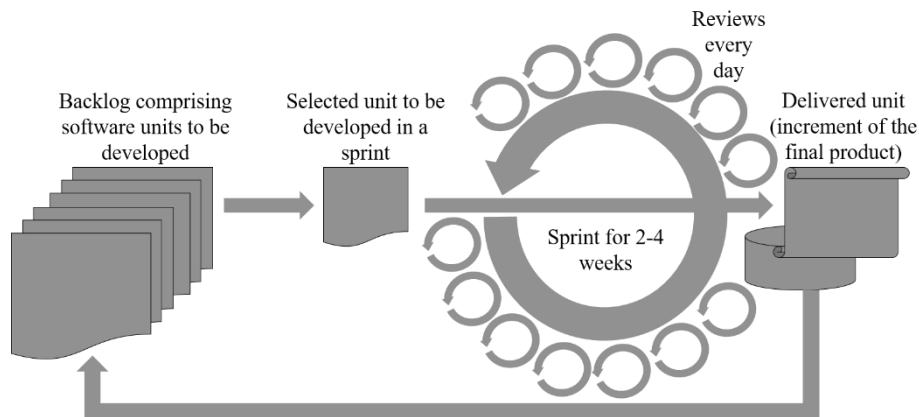 Backlog comprising
software units to be
developed
Selected unit to be
developed in a
sprint
Reviews
every
day
Sprint for 2-4
weeks
Delivered unit
(increment of the
final product)